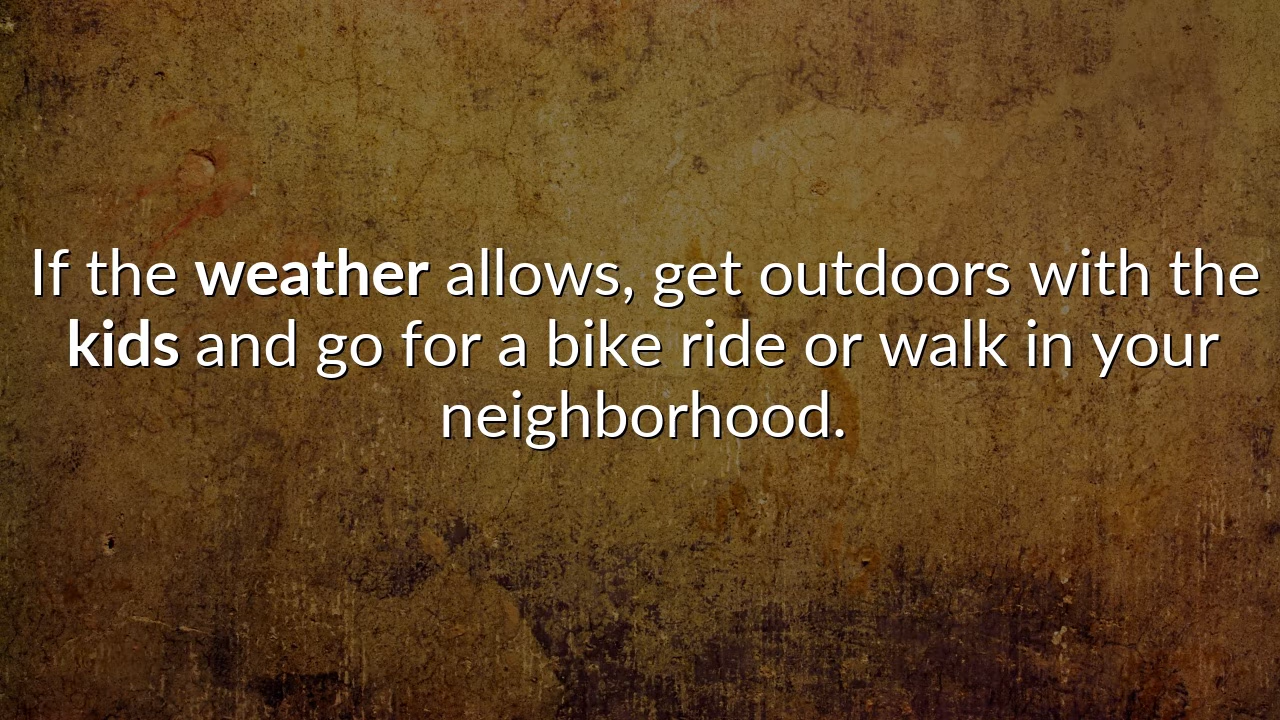 If the weather allows, get outdoors with the
kids and go for a bike ride or walk in your
neighborhood.